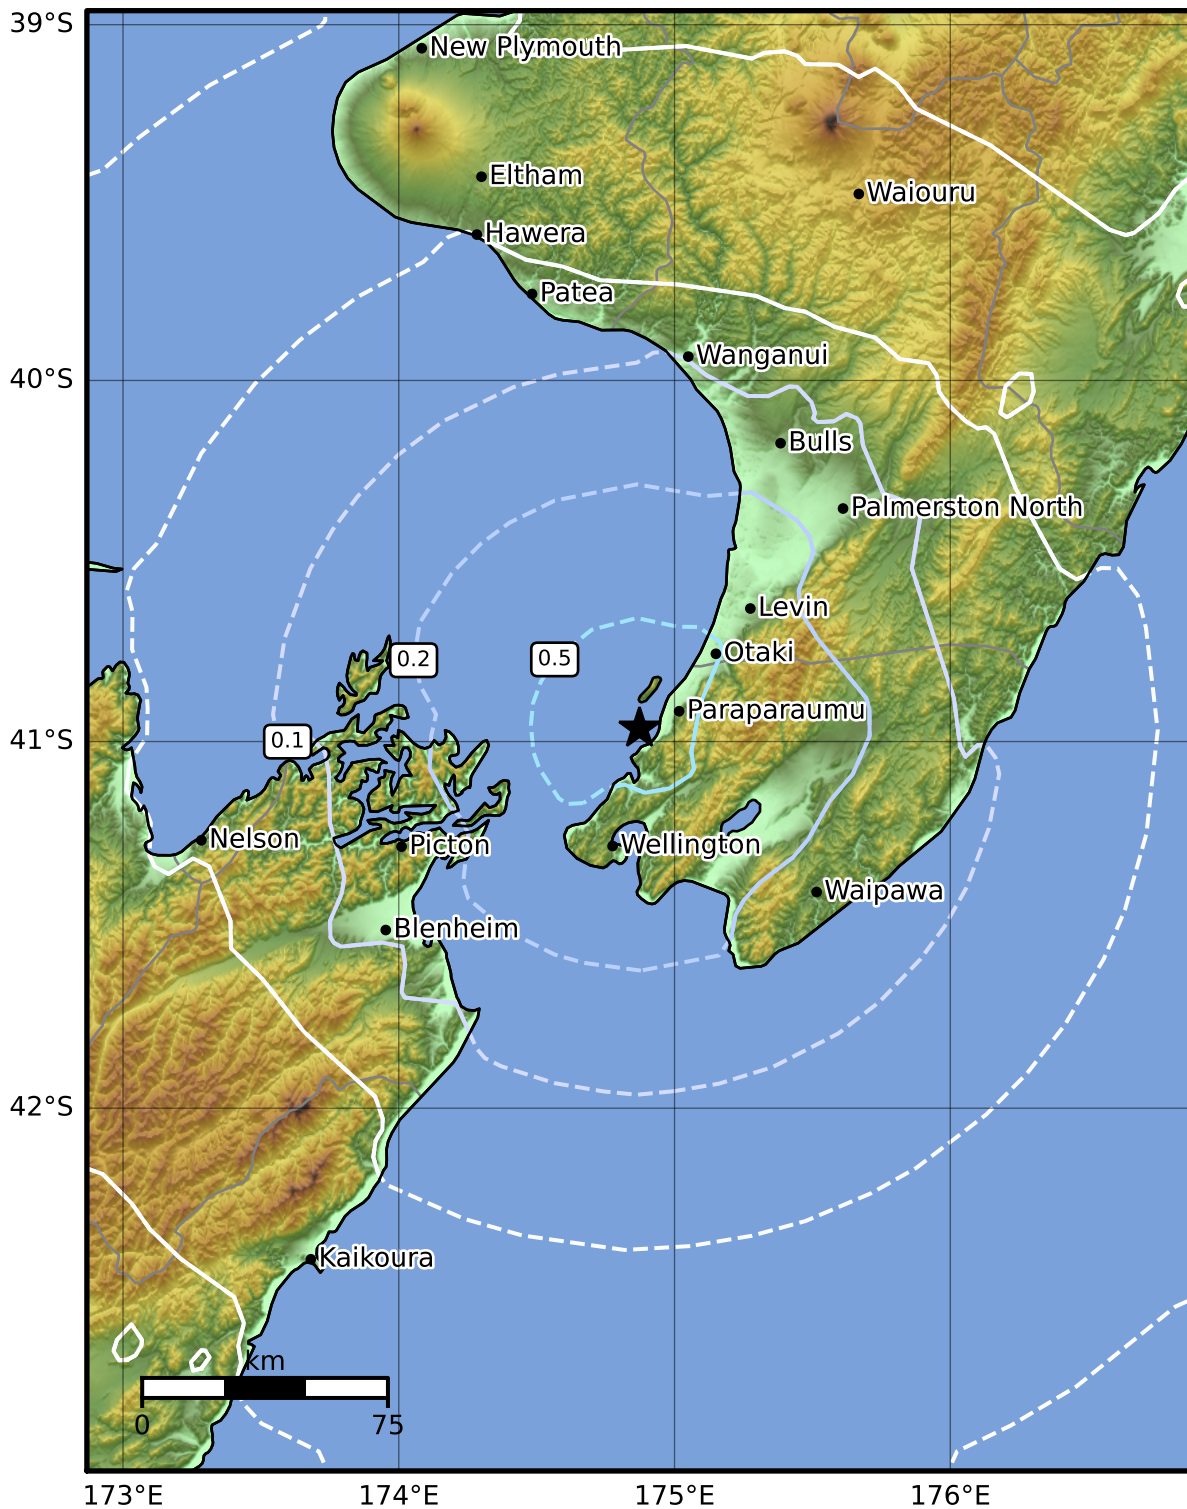 39°S
New Plymouth
Eltham
Waiouru
Hawera
Patea
Wanganui
40°S
Bulls
Palmerston North
Levin
Otaki
0.2
0.5
Paraparaumu
41°S
0.1
Nelson
Picton
Wellington
Waipawa
Blenheim
42°S
Kaikoura
km
0
75
173°E
174°E
175°E
176°E